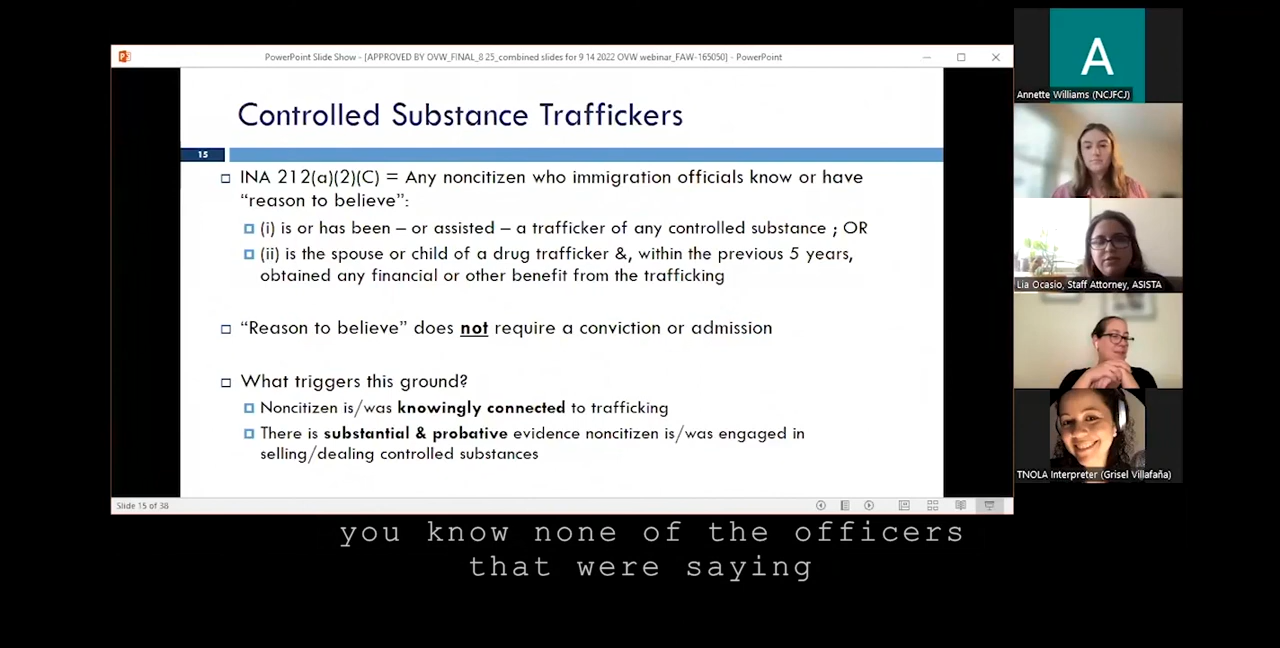 PowerPoint Slide Show - [APPROVED BY OVW_FINAL_8 25_combined slides for 9 14 2022 OVW webinar_FAW-165050] - PowerPoint
Controlled Substance Traffickers
15
INA 212(a)(2)(C) = Any noncitizen who immigration officials know or have
“reason to believe”:
(i) is or has been – or assisted – a trafficker of any controlled substance ; OR
(ii) is the spouse or child of a drug trafficker &, within the previous 5 years,
obtained any financial or other benefit from the trafficking
“Reason to believe” does not require a conviction or admission
What triggers this ground?
Noncitizen is/was knowingly connected to trafficking
There is substantial & probative evidence noncitizen is/was engaged in
selling/dealing controlled substances
Slide 15 of 38
A
Annette Williams (NCJFCJ)
Lia Ocasio, Staff Attorney, ASISTA
TNOLA Interpreter (Grisel Villafaña)
you know none of the officers
that were saying